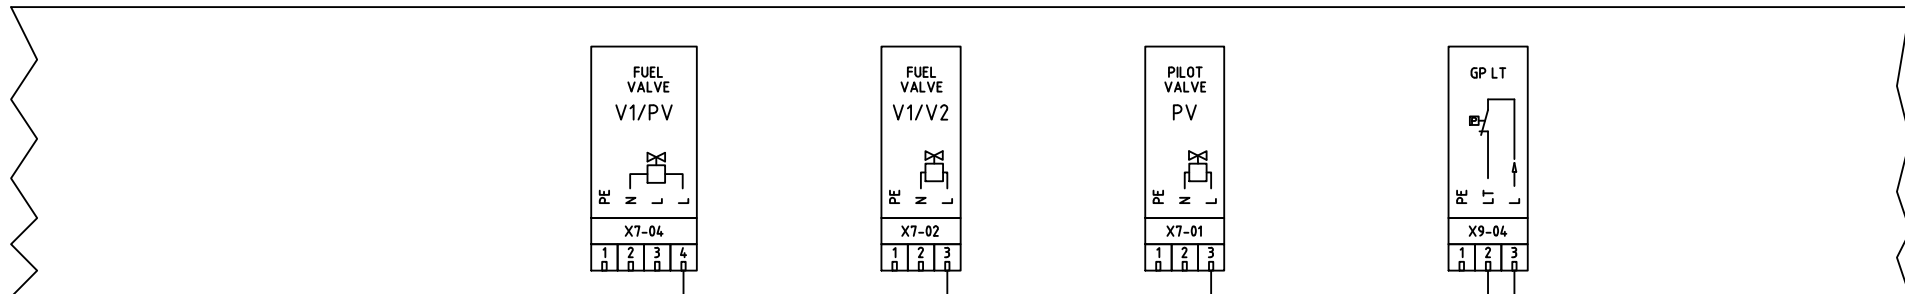 FUEL
VALVE
V1/PV
PE N L L
X7-04
1 2 3 4
FUEL
VALVE
V1/V2
PE N L
X7-02
1 2 3
PILOT
VALVE
PV
PE N L
X7-01
1 2 3
GP LT
P
PE LT L
X9-04
1 2 3